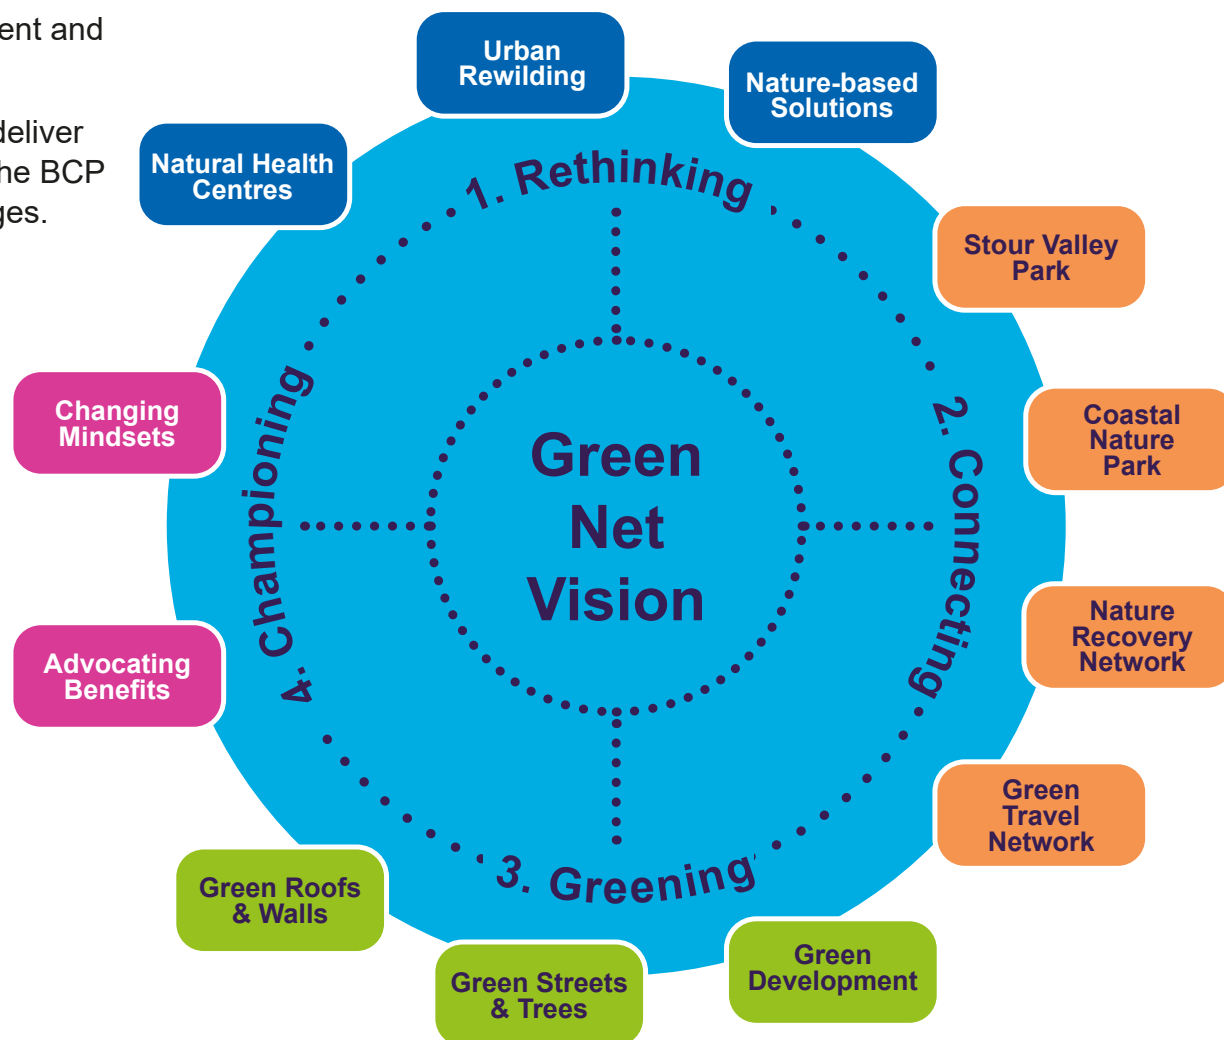 ent and
deliver
he BCP
ges.
Urban
Rewilding
Nature-based
Solutions
Natural Health
Centres
1. Rethinking
Stour Valley
Park
Changing
Mindsets
Coastal
Nature
Park
4. Championing
Green
Net
Vision
2. Connecting
Advocating
Benefits
Nature
Recovery
Network
Green
Travel
Network
3. Greening
Green Roofs
& Walls
Green Streets
& Trees
Green
Development